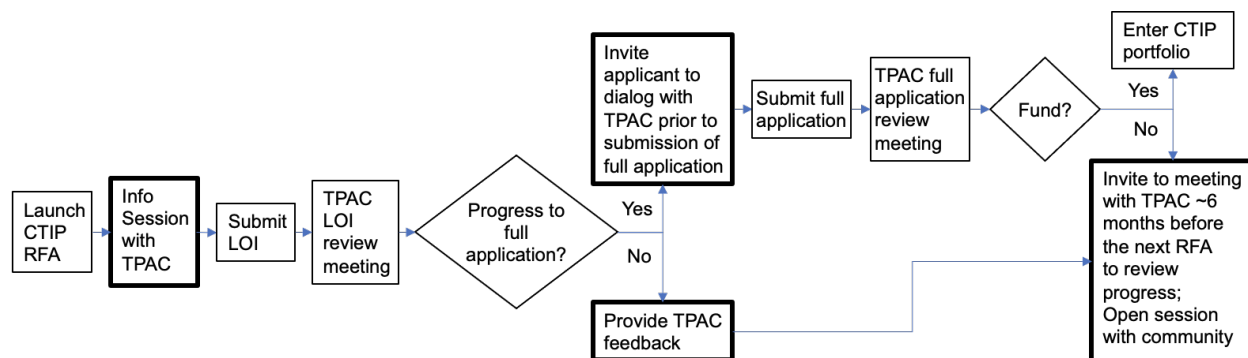 Launch
CTIP
RFA
Info
Session
with
TPAC
Submit
LOI
TPAC
LOI
review
meeting
Progress to
full
application?
Yes
No
Invite
applicant to
dialog with
TPAC prior to
submission of
full application
Provide TPAC
feedback
Submit full
application
TPAC full
application
review
meeting
Fund?
Yes
No
Enter CTIP
portfolio
Invite to meeting
with TPAC ~6
months before
the next RFA
to review
progress;
Open session
with community